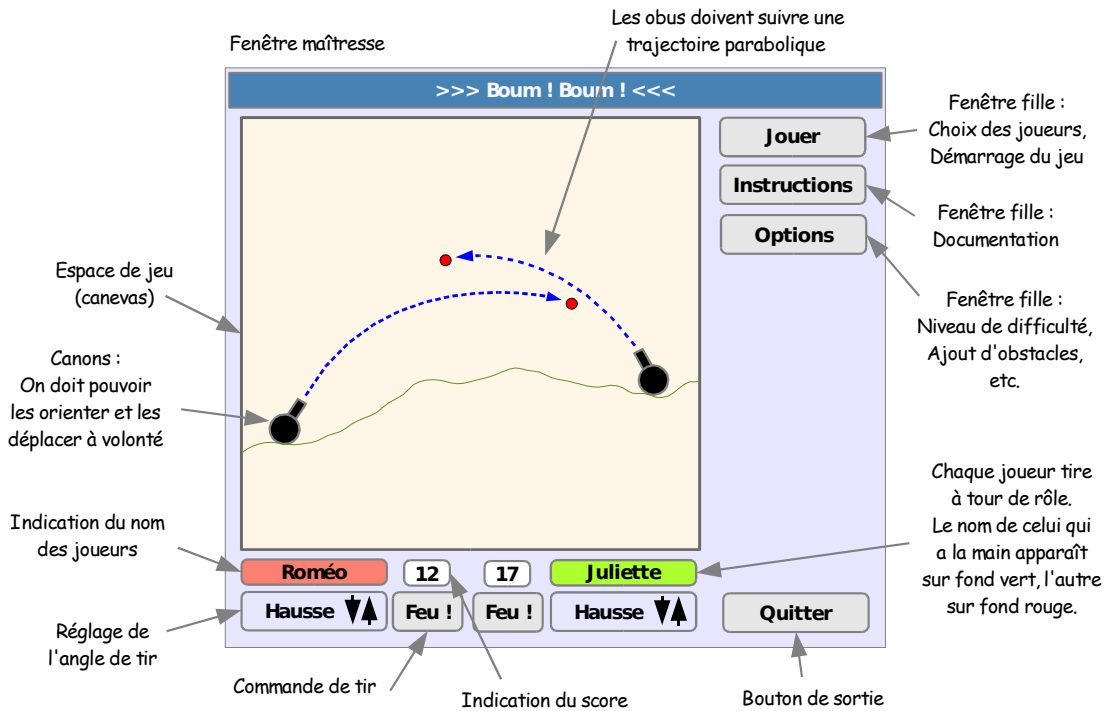 Les obus doivent suivre une
trajectoire parabolique
Fenêtre maîtresse
>>> Boum ! Boum ! <<<
Jouer
Instructions
Options
Fenêtre fille :
Choix des joueurs,
Démarrage du jeu
Fenêtre fille :
Documentation
Fenêtre fille :
Niveau de difficulté,
Ajout d'obstacles,
etc.
Espace de jeu
(canevas)
Canons :
On doit pouvoir
les orienter et les
déplacer à volonté
Indication du nom
des joueurs
Chaque joueur tire
à tour de rôle.
Le nom de celui qui
a la main apparaît
sur fond vert, l'autre
sur fond rouge.
Roméo
12
17
Juliette
Hausse
Feu !
Feu !
Hausse
Quitter
Réglage de
l'angle de tir
Commande de tir
Indication du score
Bouton de sortie